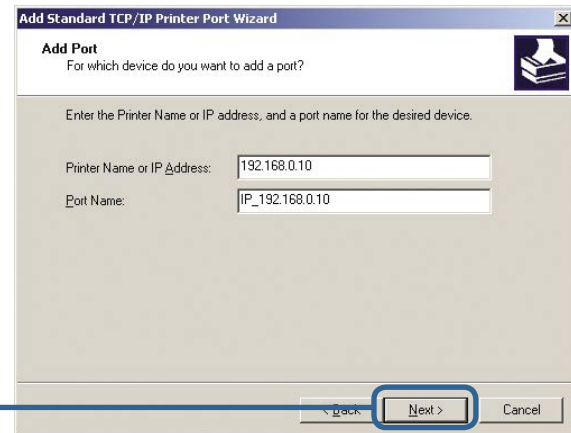 Add Standard TCP/IP Printer Port Wizard
Add Port
For which device do you want to add a port?
Enter the Printer Name or IP address, and a port name for the desired device.
Printer Name or IP Address: 192.168.0.10
Port Name: IP_192.168.0.10
< Back Next > Cancel